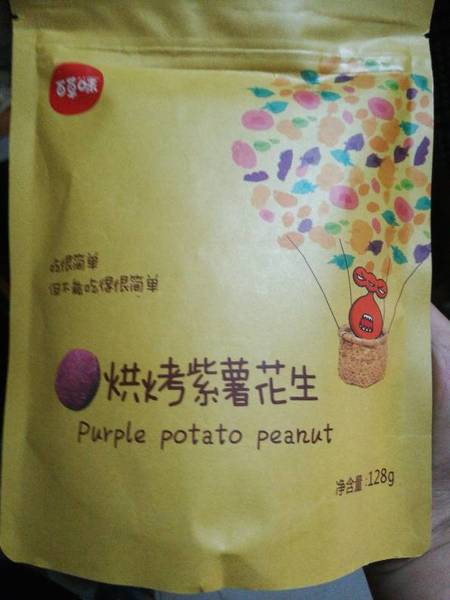 百草味
吃很简单
但不能吃得很简单
烘烤紫薯花生
Purple potato peanut
净含量:128g